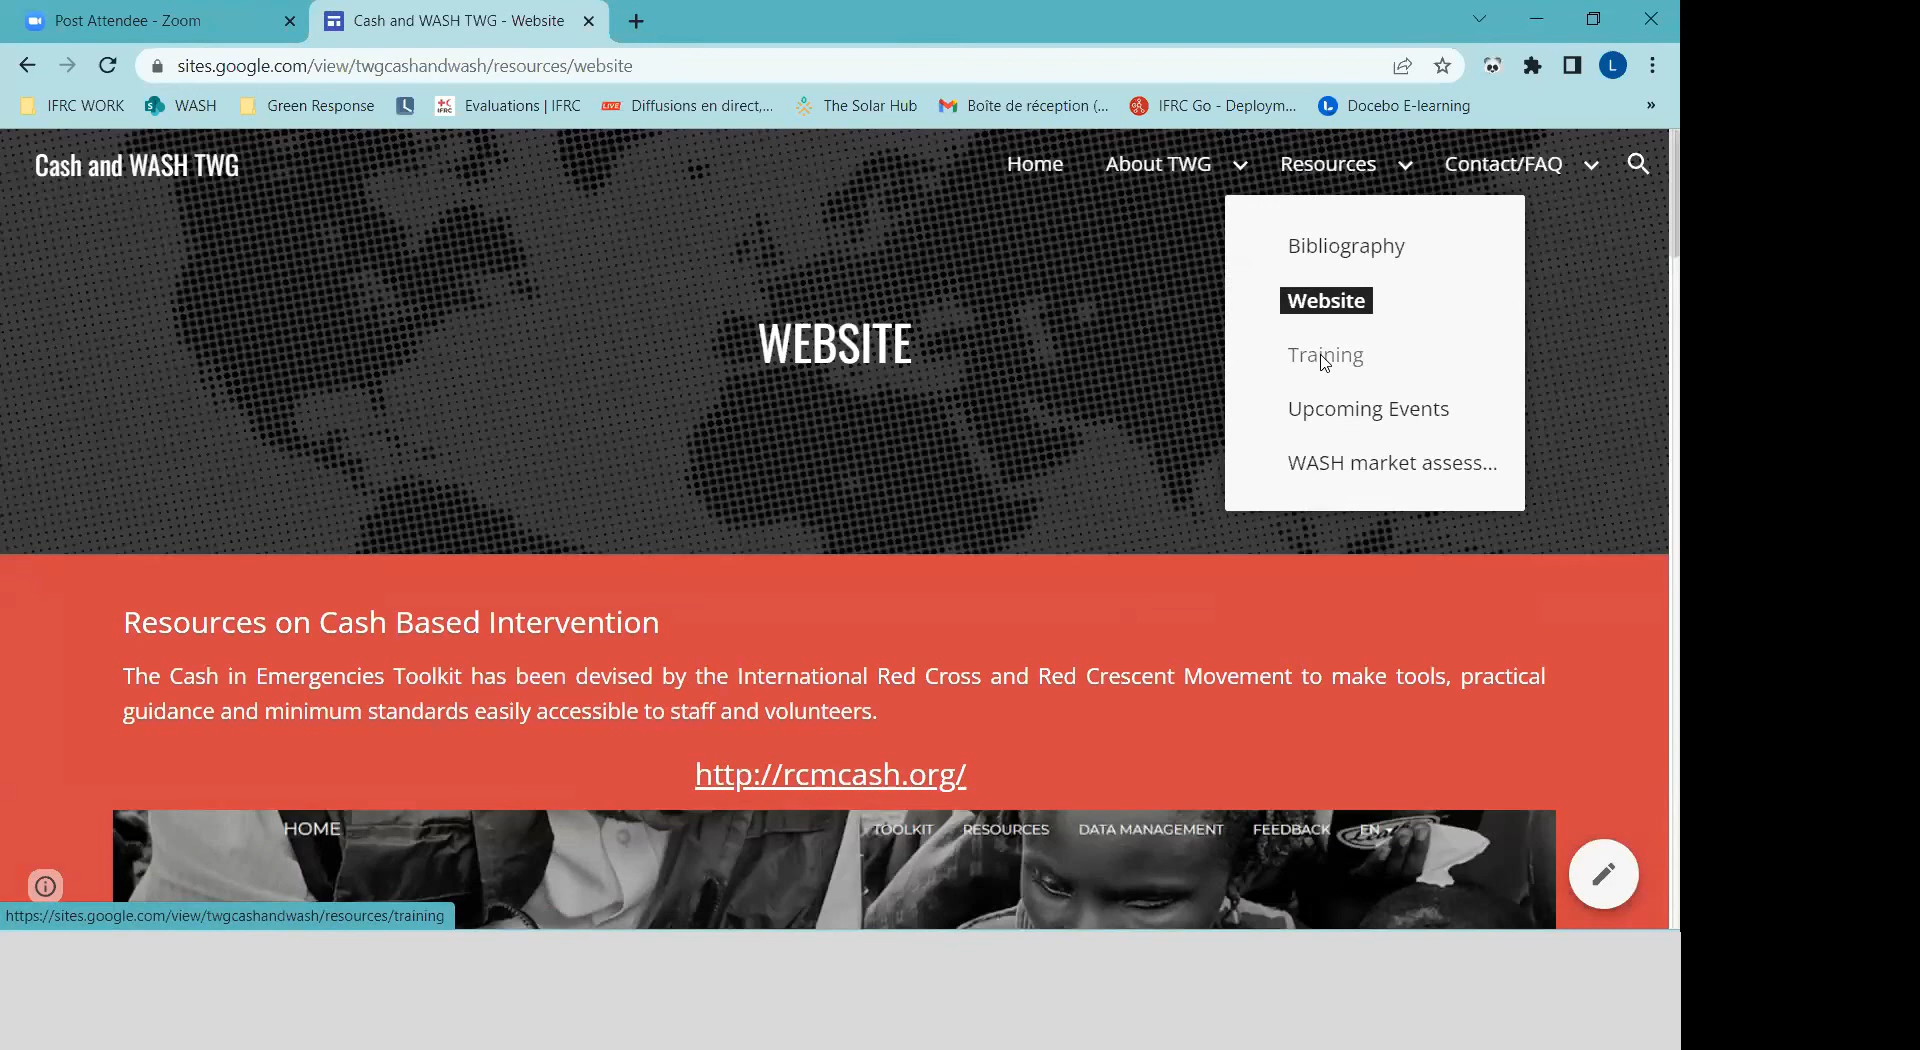 Post Attendee - Zoom
Cash and WASH TWG - Website
sites.google.com/view/twgcashandwash/resources/website
L
IFRC WORK
WASH
Green Response
Evaluations | IFRC
LIVE
Diffusions en direct,...
The Solar Hub
Boîte de réception (...
IFRC Go - Deploym...
Docebo E-learning
»
Cash and WASH TWG
Home
About TWG
Resources
Contact/FAQ
Bibliography
Website
Training
Upcoming Events
WASH market assess...
WEBSITE
Resources on Cash Based Intervention
The Cash in Emergencies Toolkit has been devised by the International Red Cross and Red Crescent Movement to make tools, practical
guidance and minimum standards easily accessible to staff and volunteers.
http://rcmcash.org/
HOME
TOOLKIT
RESOURCES
DATA MANAGEMENT
FEEDBACK
EN
https://sites.google.com/view/twgcashandwash/resources/training